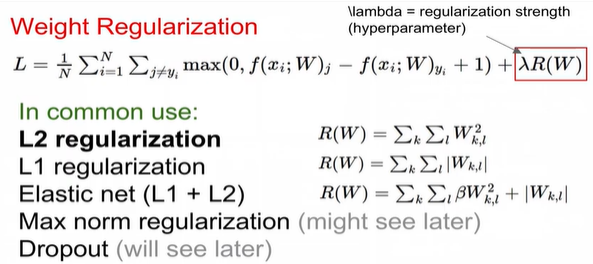 \lambda = regularization strength
(hyperparameter)
Weight Regularization
L = \frac{1}{N} \sum_{i=1}^{N} \sum_{j \neq y_i} \max(0, f(x_i; W)_j - f(x_i; W)_{y_i} + 1) + \lambda R(W)
In common use:
L2 regularization R(W) = \sum_k \sum_l W_{k,l}^2
L1 regularization R(W) = \sum_k \sum_l |W_{k,l}|
Elastic net (L1 + L2) R(W) = \sum_k \sum_l \beta W_{k,l}^2 + |W_{k,l}|
Max norm regularization (might see later)
Dropout (will see later)